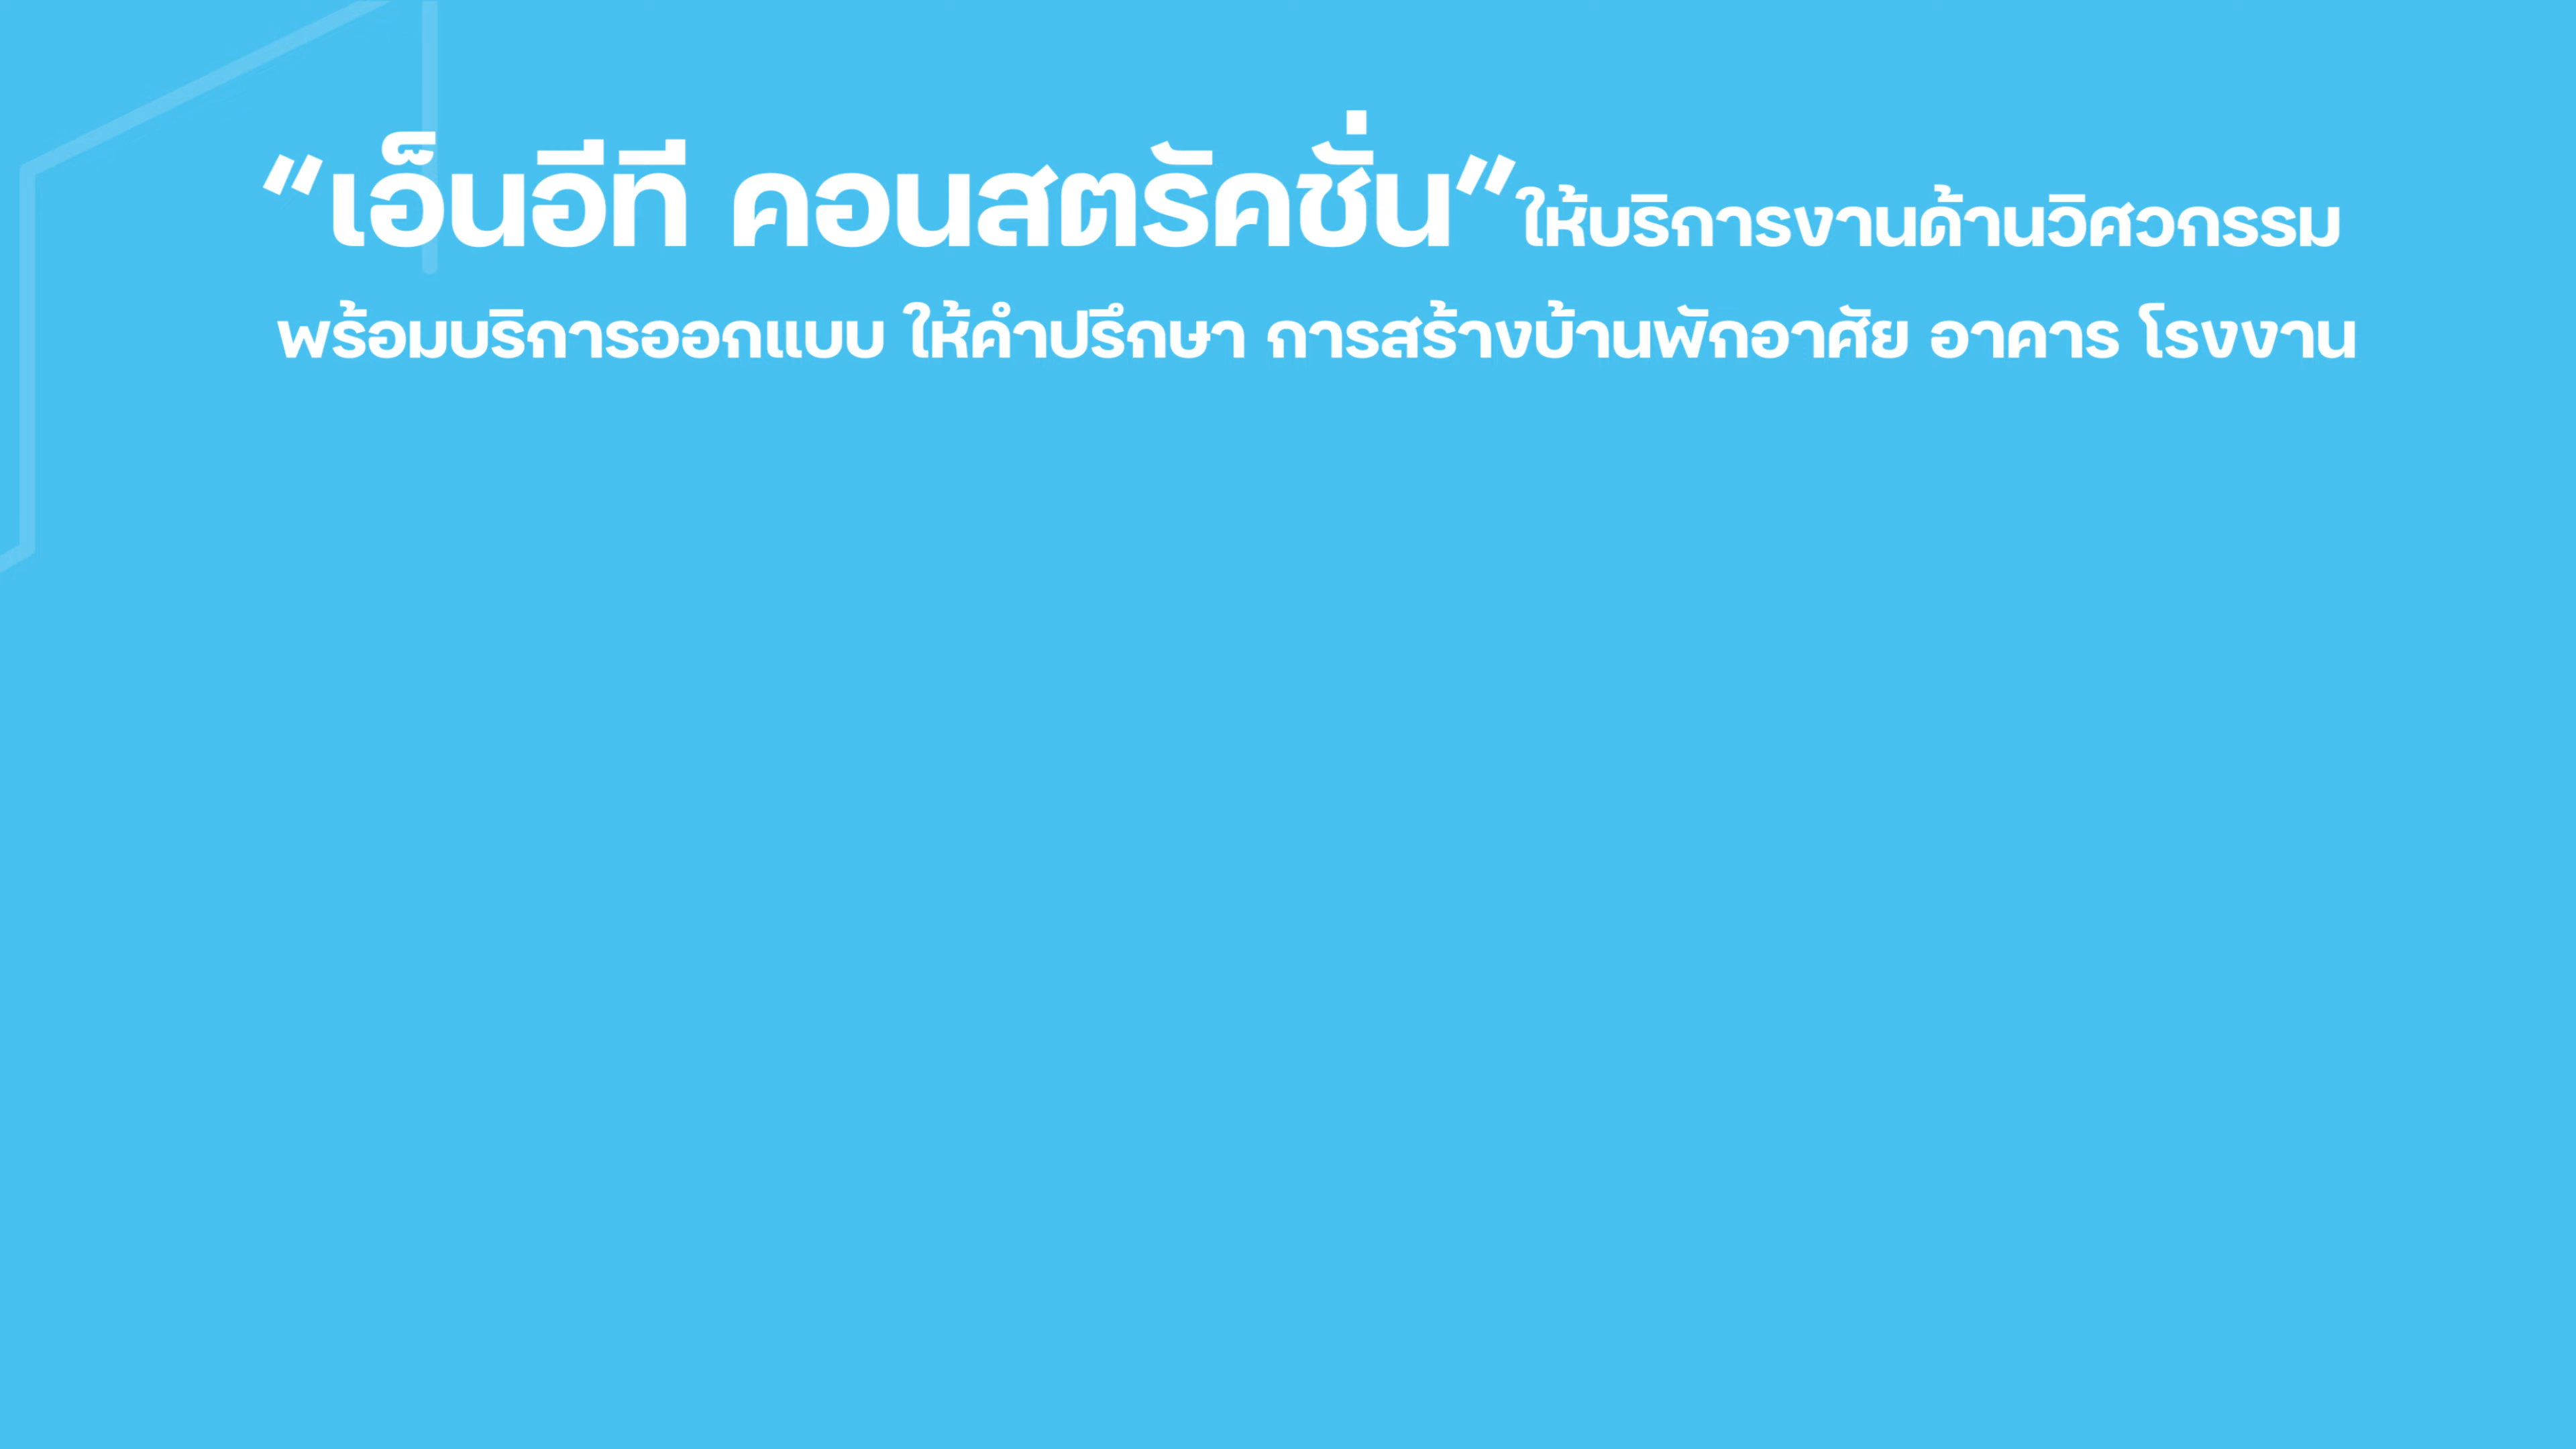 “เอ็นอีที คอนสตรัคชั่น”ให้บริการงานด้านวิศวกรรม
พร้อมบริการออกแบบ ให้คำปรึกษา การสร้างบ้านพักอาศัย อาคาร โรงงาน